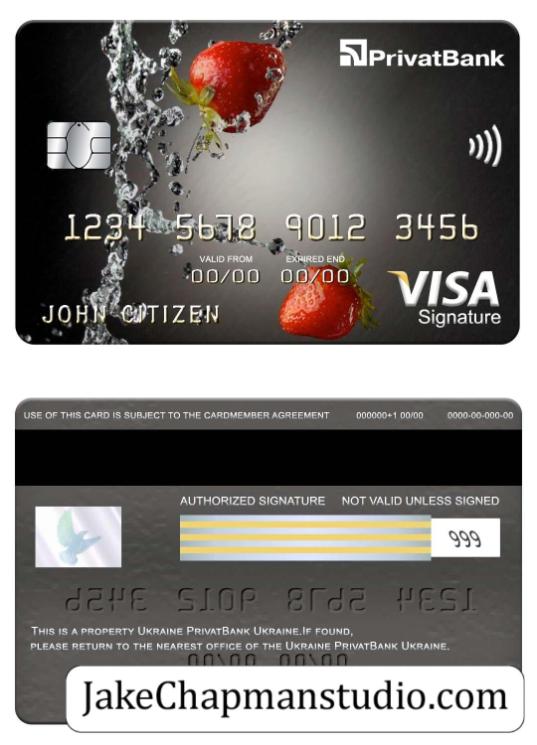 PrivatBank
1234 5678 9012 3456
VALID FROM EXPIRED END
00/00 00/00
JOHN CITIZEN
VISA
Signature
USE OF THIS CARD IS SUBJECT TO THE CARDMEMBER AGREEMENT 000000+1 00/00 0000-00-000-00
AUTHORIZED SIGNATURE NOT VALID UNLESS SIGNED
999
THIS IS A PROPERTY UKRAINE PRIVATBANK UKRAINE.IF FOUND,
PLEASE RETURN TO THE NEAREST OFFICE OF THE UKRAINE PRIVATBANK UKRAINE.
JakeChapmanstudio.com